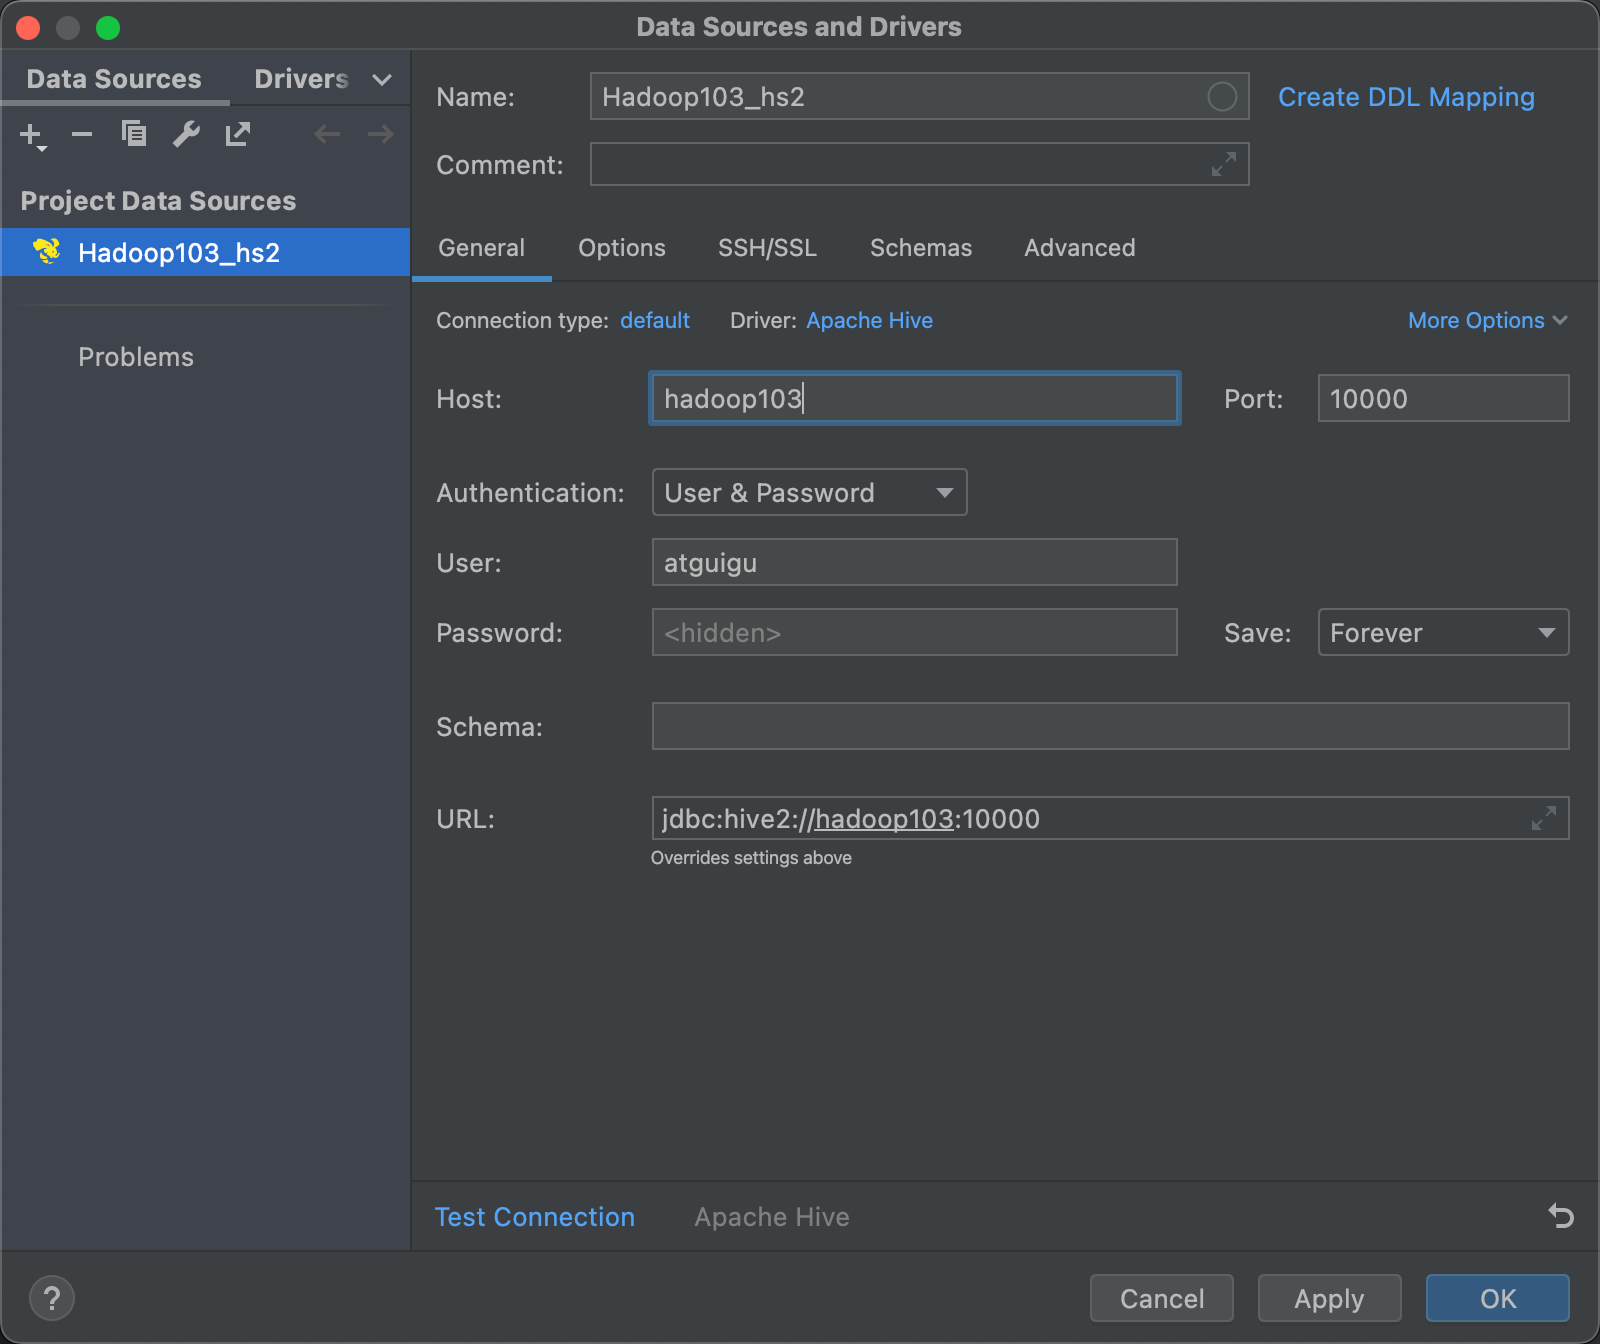 Data Sources and Drivers
Data Sources Drivers
Project Data Sources
Hadoop103_hs2
Problems
Name: Hadoop103_hs2 Create DDL Mapping
Comment:
General Options SSH/SSL Schemas Advanced
Connection type: default Driver: Apache Hive More Options
Host: hadoop103 Port: 10000
Authentication: User & Password
User: atguigu
Password: <hidden> Save: Forever
Schema:
URL: jdbc:hive2://hadoop103:10000
Overrides settings above
Test Connection Apache Hive
? Cancel Apply OK